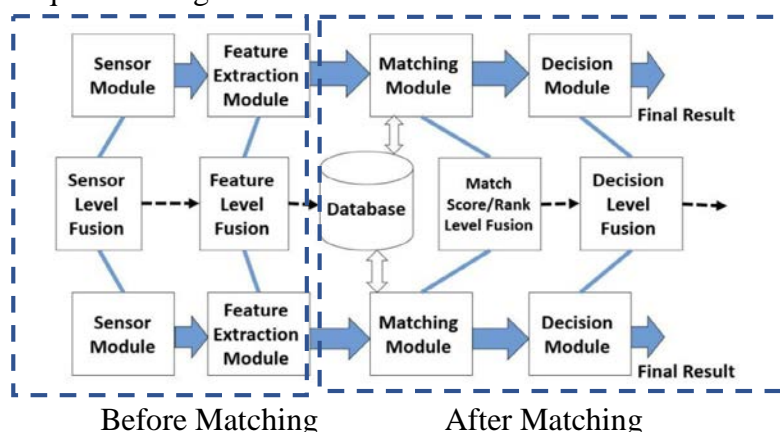 Sensor
Module
Feature
Extraction
Module
Matching
Module
Decision
Module
Final Result
Sensor
Level
Fusion
Feature
Level
Fusion
Database
Match
Score/Rank
Level Fusion
Decision
Level
Fusion
Sensor
Module
Feature
Extraction
Module
Matching
Module
Decision
Module
Final Result
Before Matching
After Matching